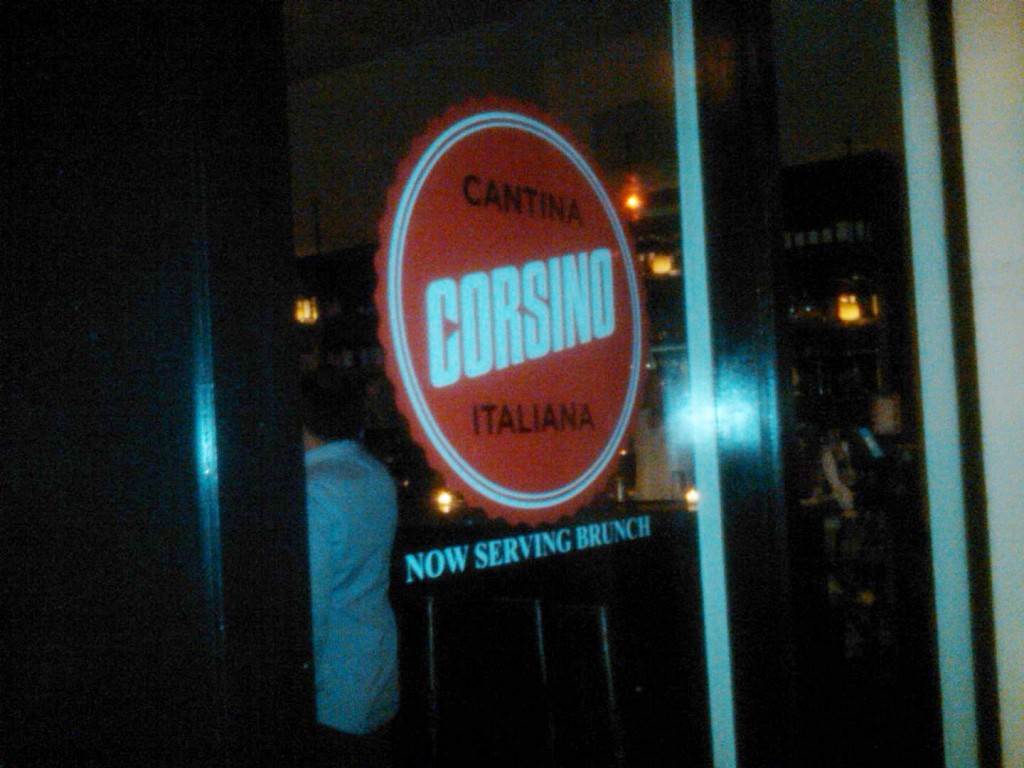 CANTINA
CORSINO
ITALIANA
NOW SERVING BRUNCH